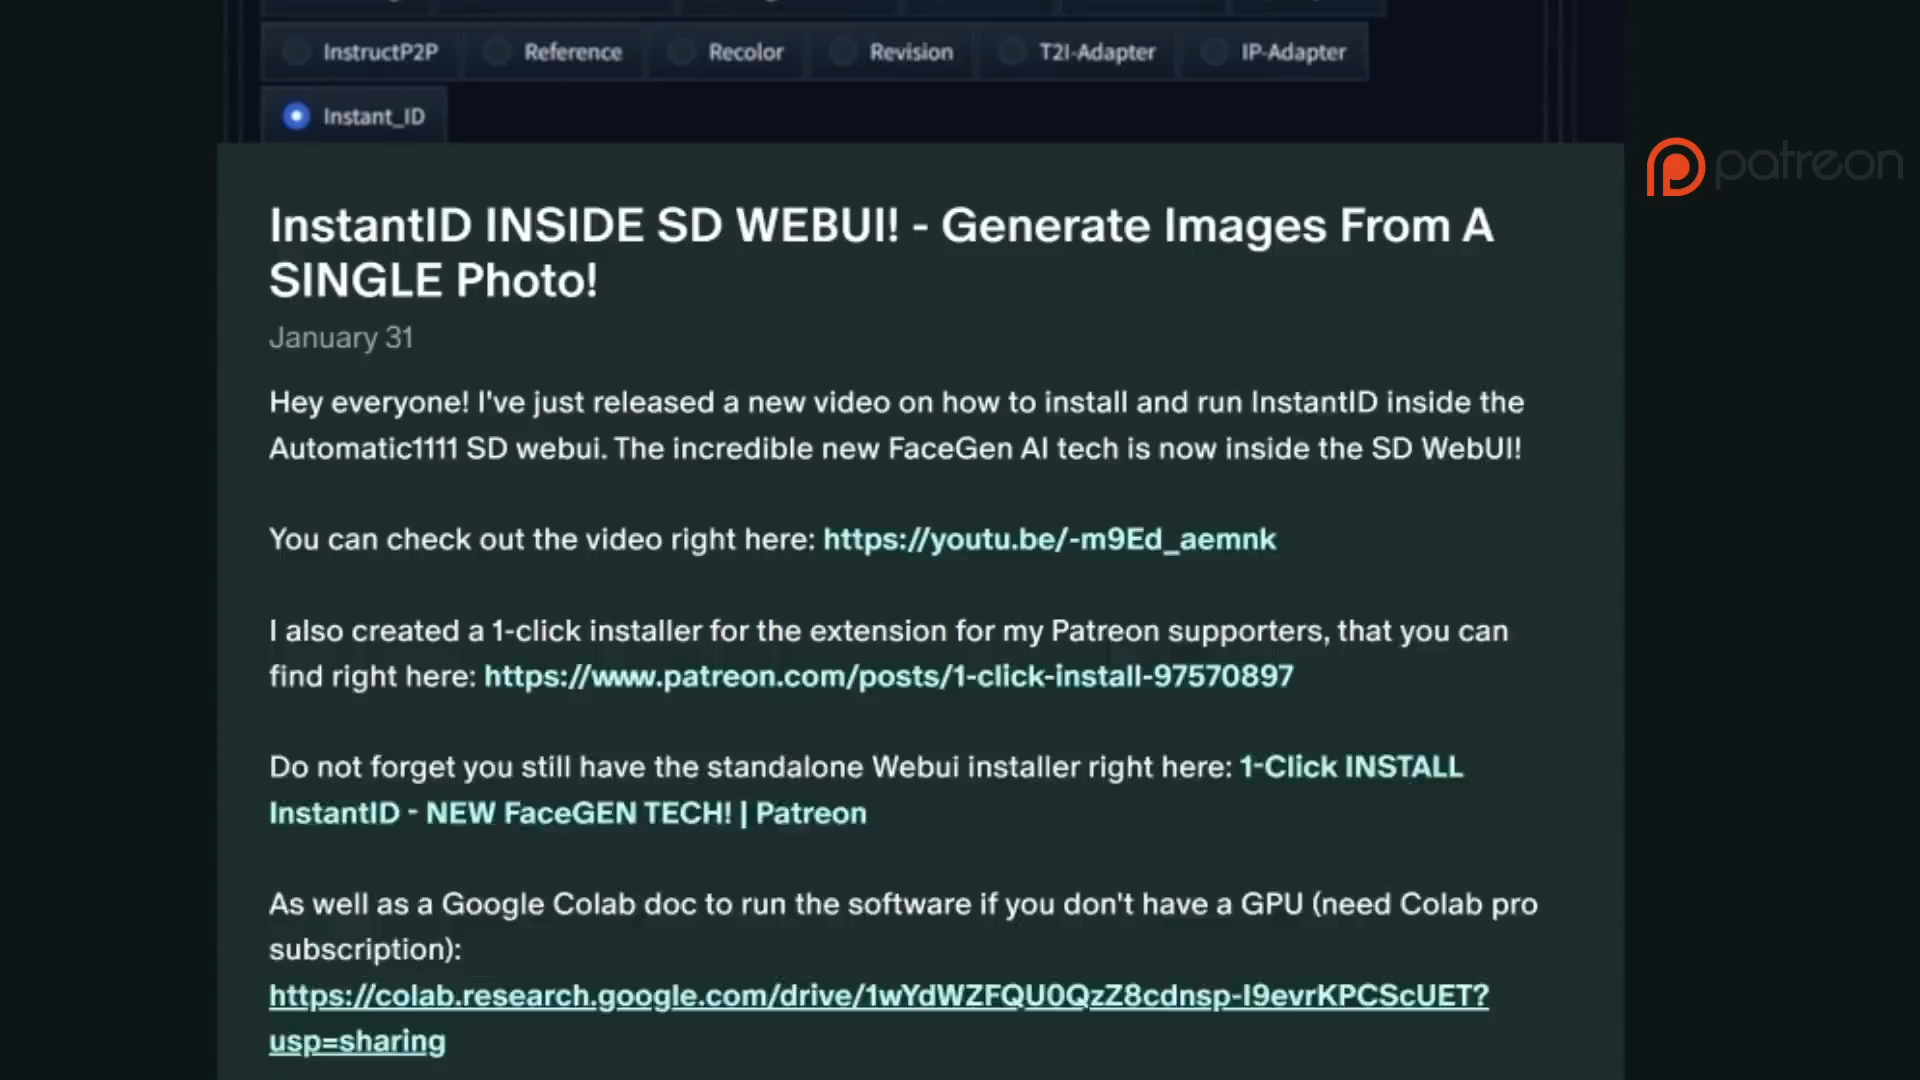 InstructP2P Reference Recolor Revision T2I-Adapter IP-Adapter
Instant_ID
patreon
InstantID INSIDE SD WEBUI! - Generate Images From A
SINGLE Photo!
January 31
Hey everyone! I've just released a new video on how to install and run InstantID inside the
Automatic1111 SD webui. The incredible new FaceGen AI tech is now inside the SD WebUI!
You can check out the video right here: https://youtu.be/-m9Ed_aemnk
I also created a 1-click installer for the extension for my Patreon supporters, that you can
find right here: https://www.patreon.com/posts/1-click-install-97570897
Do not forget you still have the standalone Webui installer right here: 1-Click INSTALL
InstantID - NEW FaceGEN TECH! | Patreon
As well as a Google Colab doc to run the software if you don't have a GPU (need Colab pro
subscription):
https://colab.research.google.com/drive/1wYdWZFQU0QzZ8cdnsp-I9evrKPCScUET?
usp=sharing